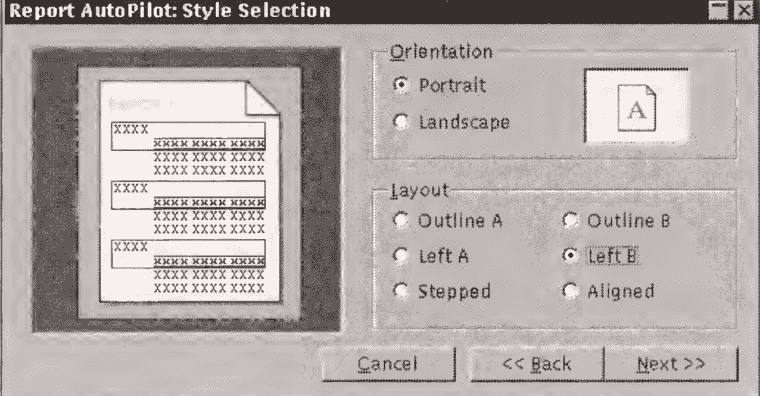 Report AutoPilot: Style Selection
XXXX
XXXX XXXX XXXX
XXXX XXXX XXXX
XXXX XXXX XXXX
XXXX
XXXX XXXX XXXX
XXXX XXXX XXXX
XXXX XXXX XXXX
XXXX
XXXX XXXX XXXX
XXXX XXXX XXXX
XXXX XXXX XXXX
Orientation
Portrait
Landscape
A
Layout
Outline A
Outline B
Left A
Left B
Stepped
Aligned
Cancel
<< Back
Next >>